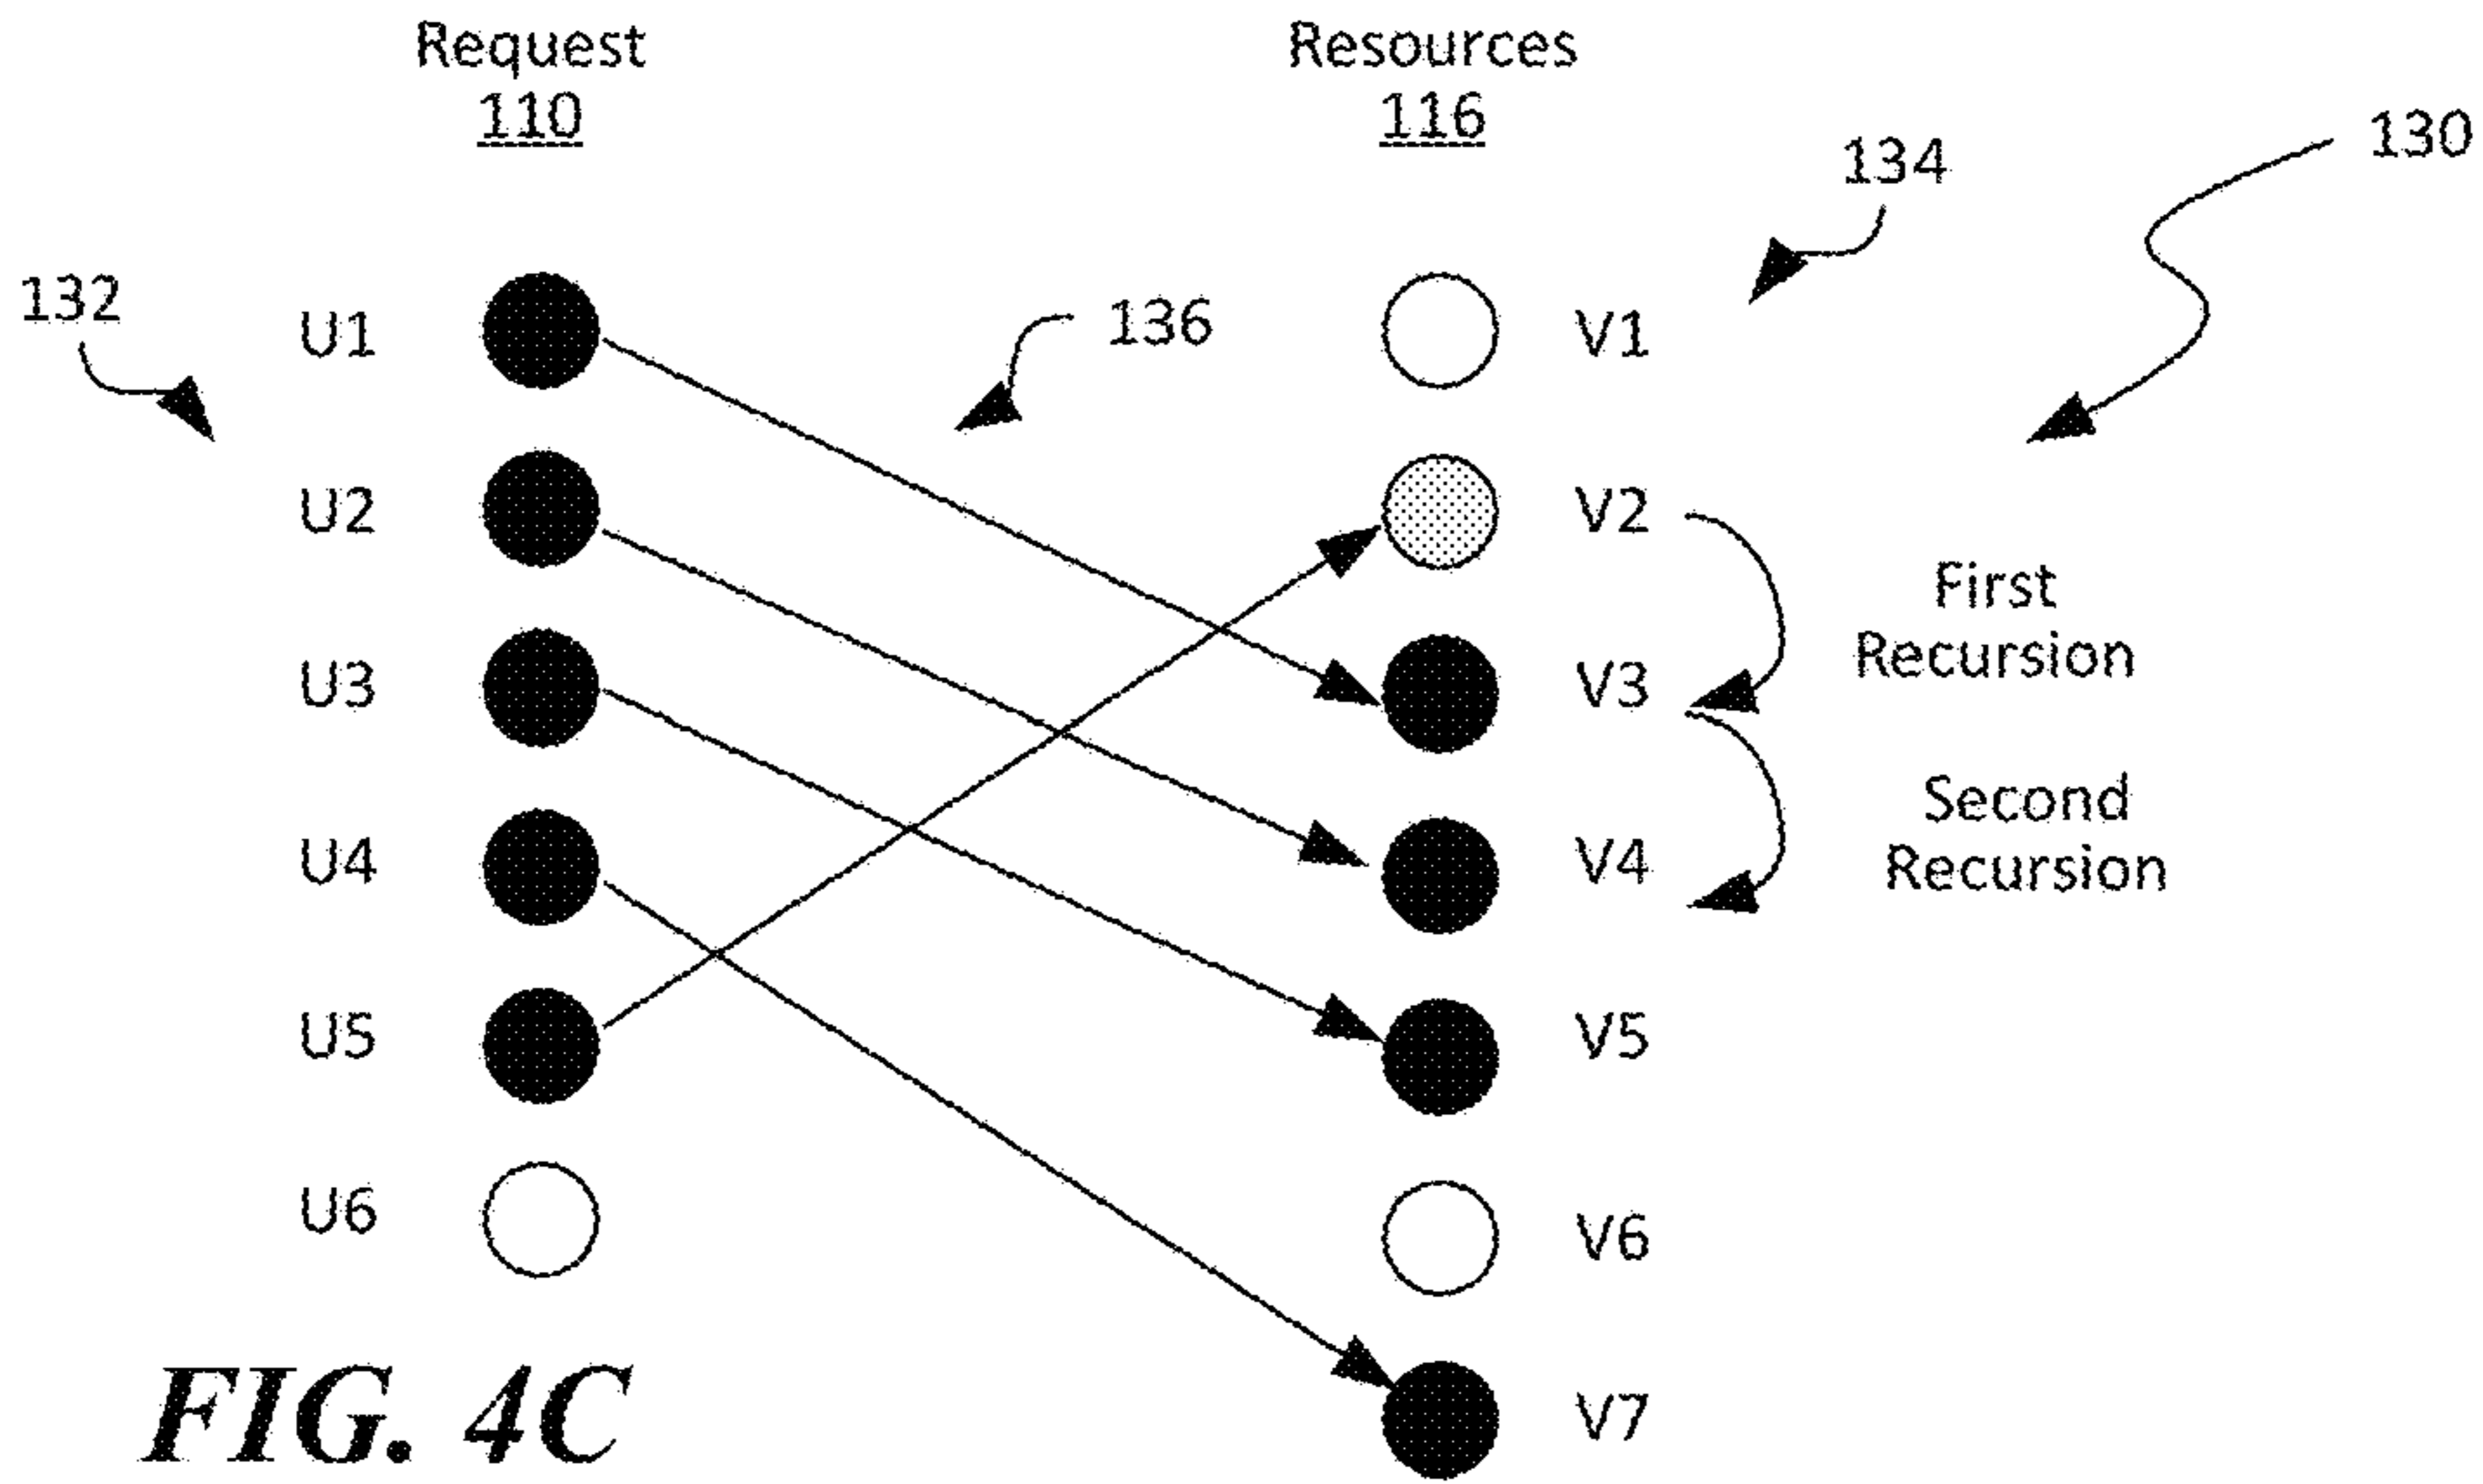 Request
110
Resources
116
130
134
132
136
U1
V1
U2
V2
First
Recursion
U3
V3
Second
Recursion
U4
V4
U5
V5
U6
V6
V7
FIG. 4C